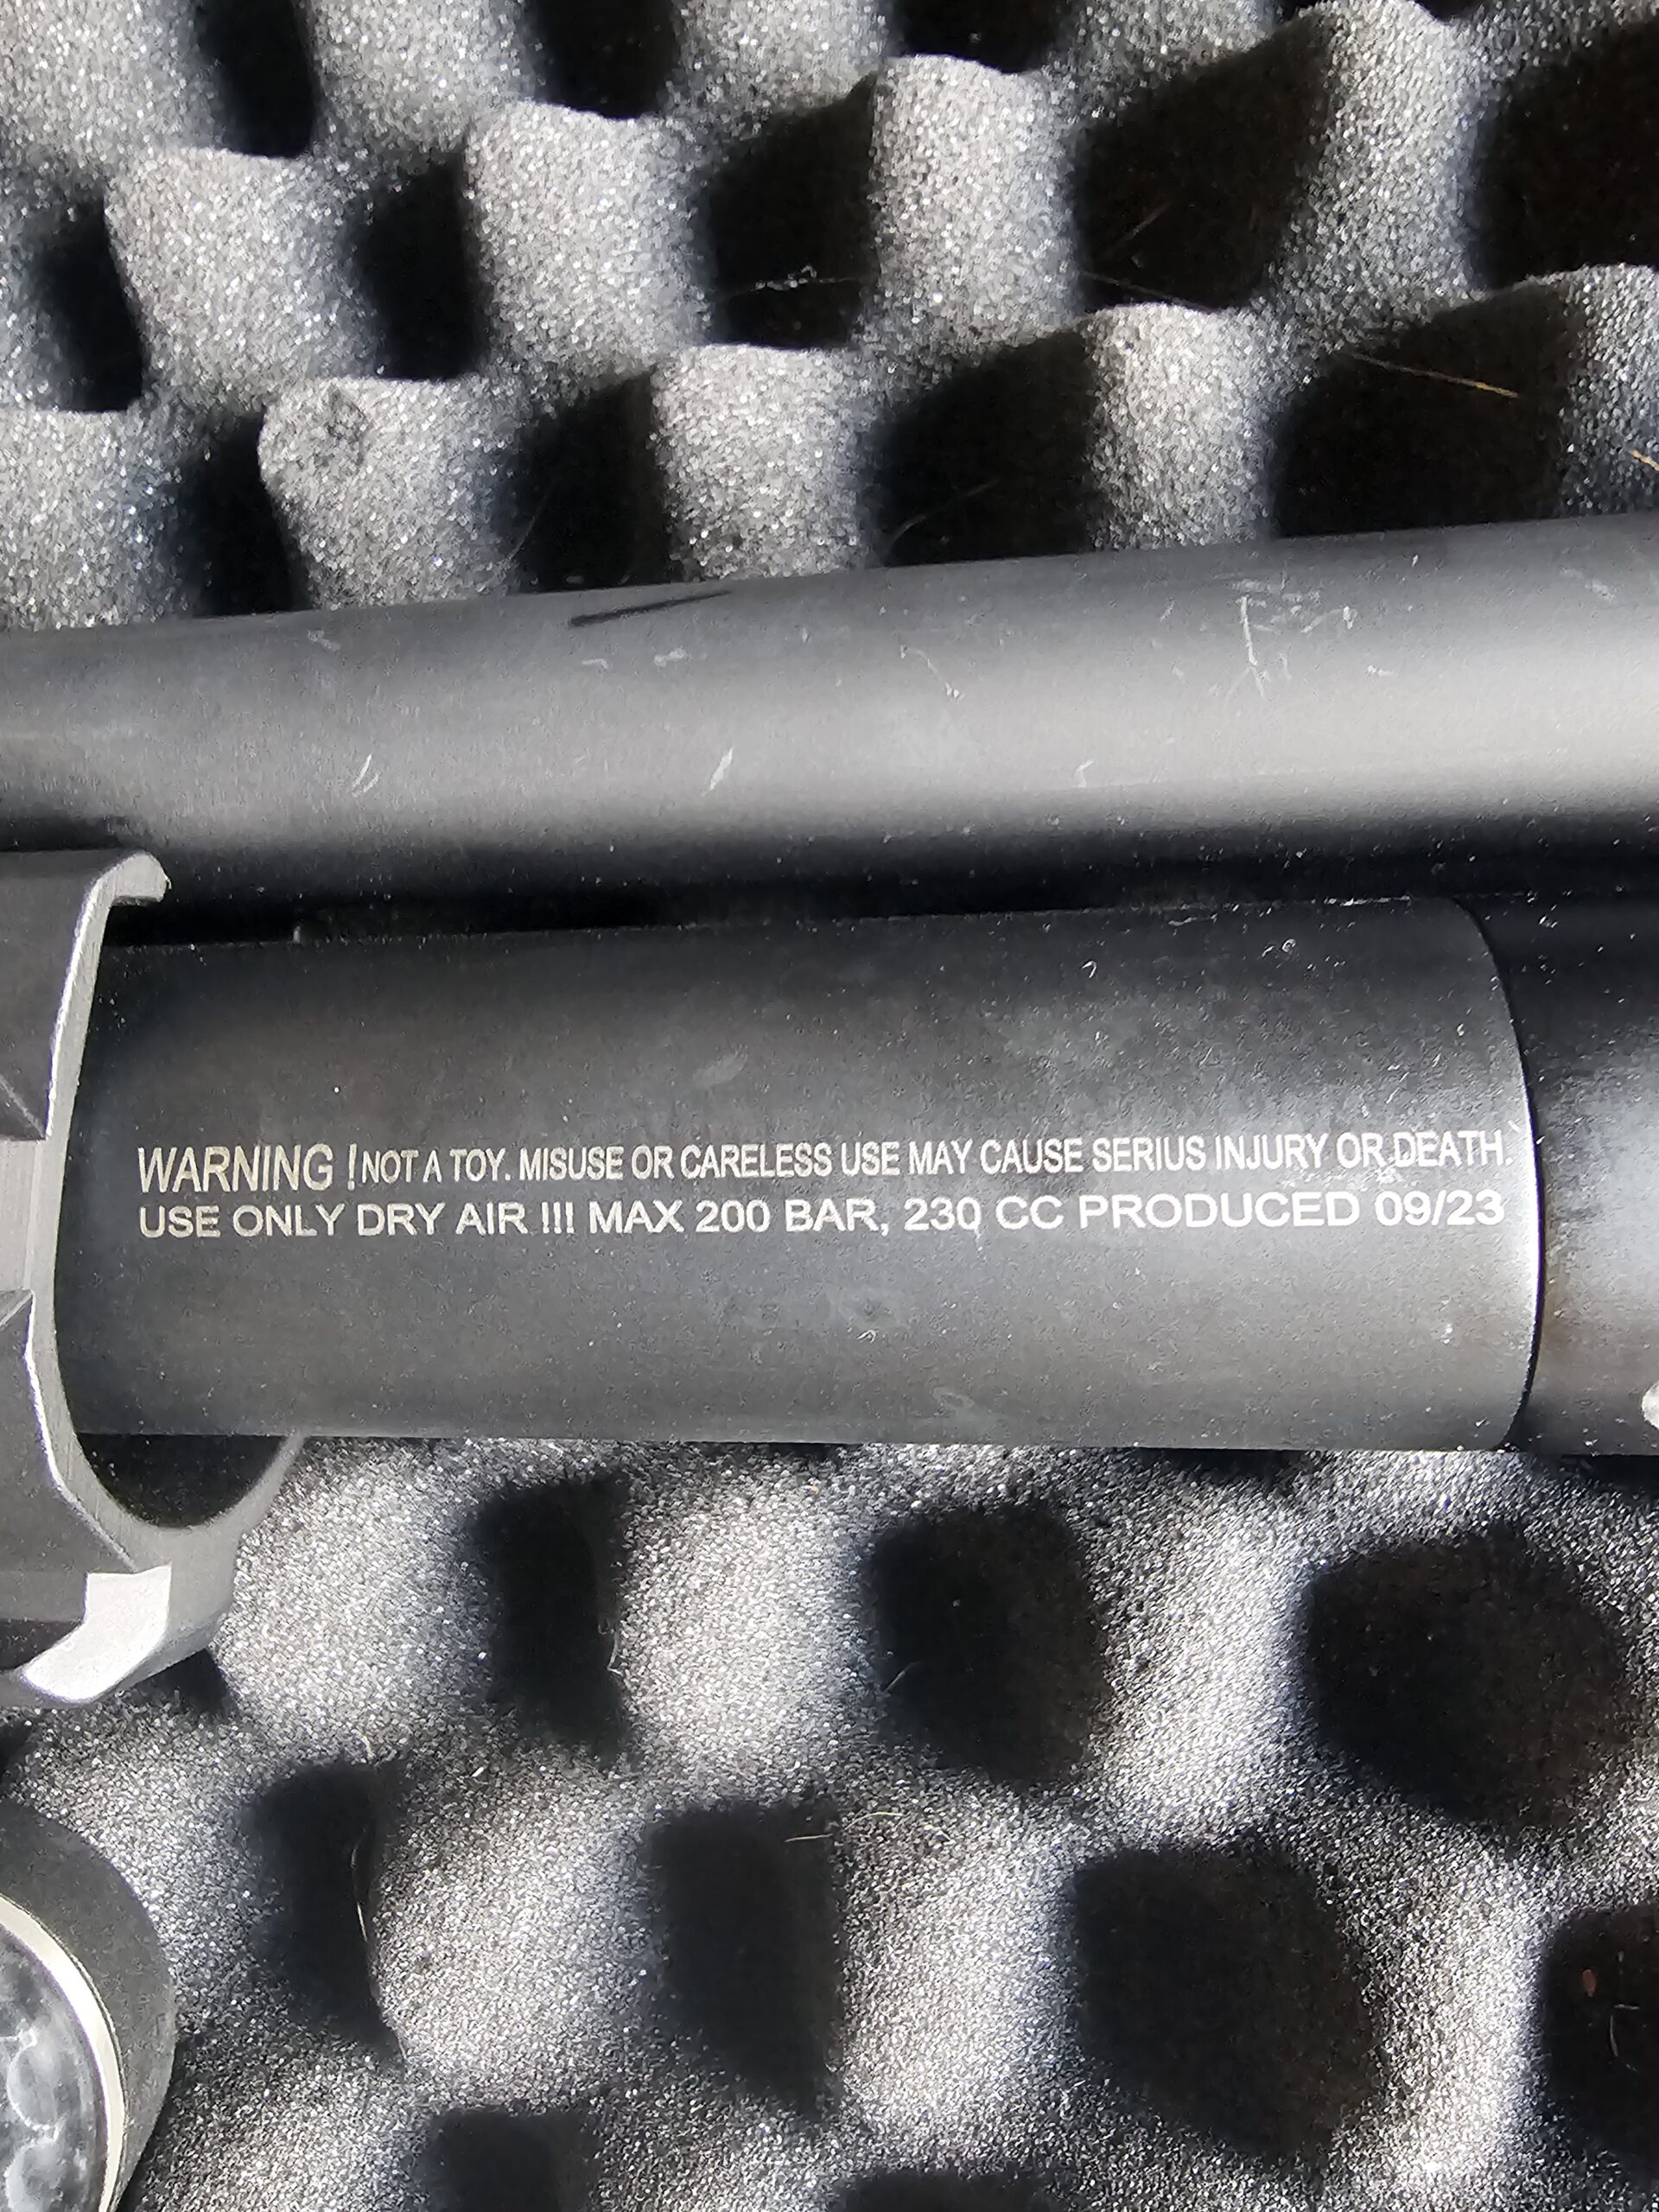 WARNING ! NOT A TOY. MISUSE OR CARELESS USE MAY CAUSE SERIUS INJURY OR DEATH.
USE ONLY DRY AIR !!! MAX 200 BAR, 230 CC PRODUCED 09/23